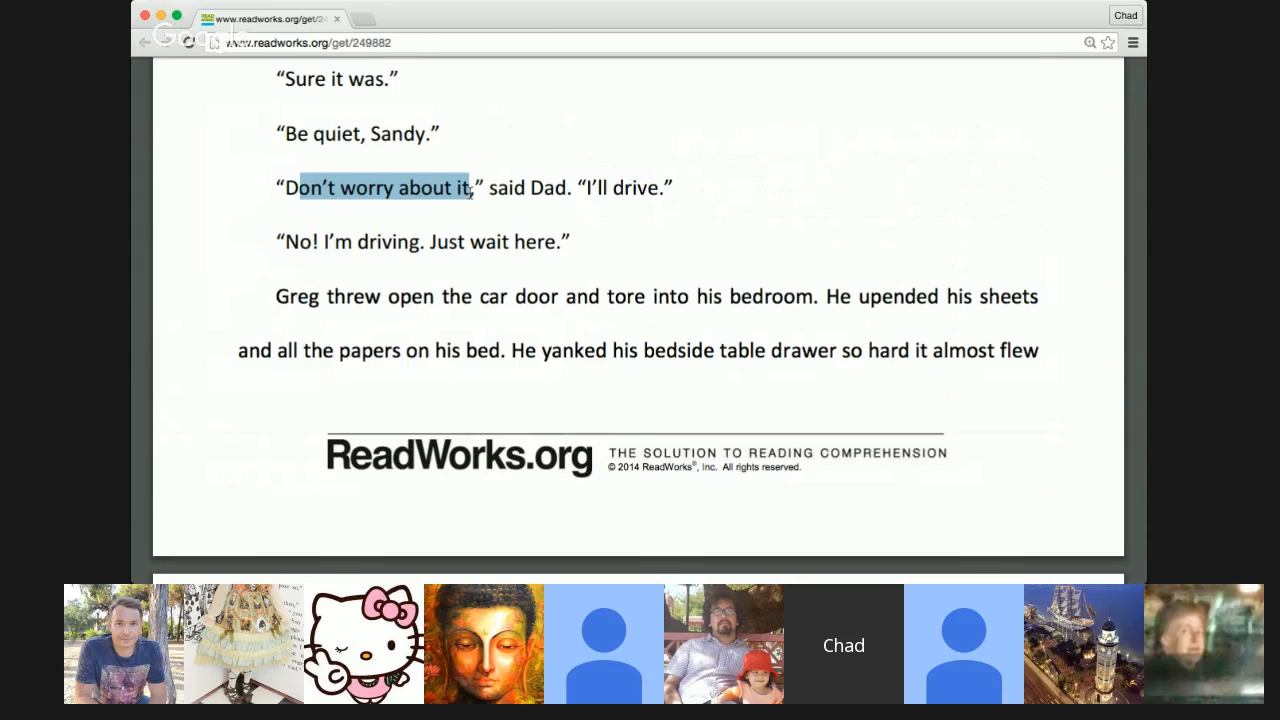 www.readworks.org/get/24
Chad
Google
www.readworks.org/get/249882
“Sure it was.”
“Be quiet, Sandy.”
“Don’t worry about it,” said Dad. “I’ll drive.”
“No! I’m driving. Just wait here.”
Greg threw open the car door and tore into his bedroom. He upended his sheets
and all the papers on his bed. He yanked his bedside table drawer so hard it almost flew
ReadWorks.org
THE SOLUTION TO READING COMPREHENSION
© 2014 ReadWorks®, Inc. All rights reserved.
Chad